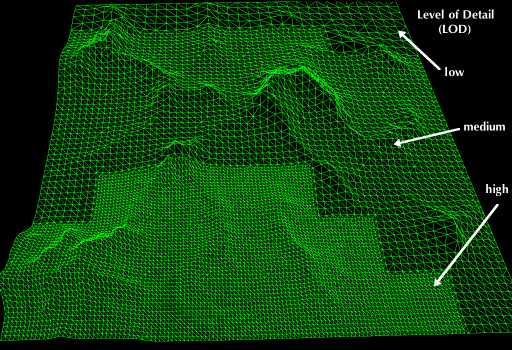 Level of Detail
(LOD)
low
medium
high